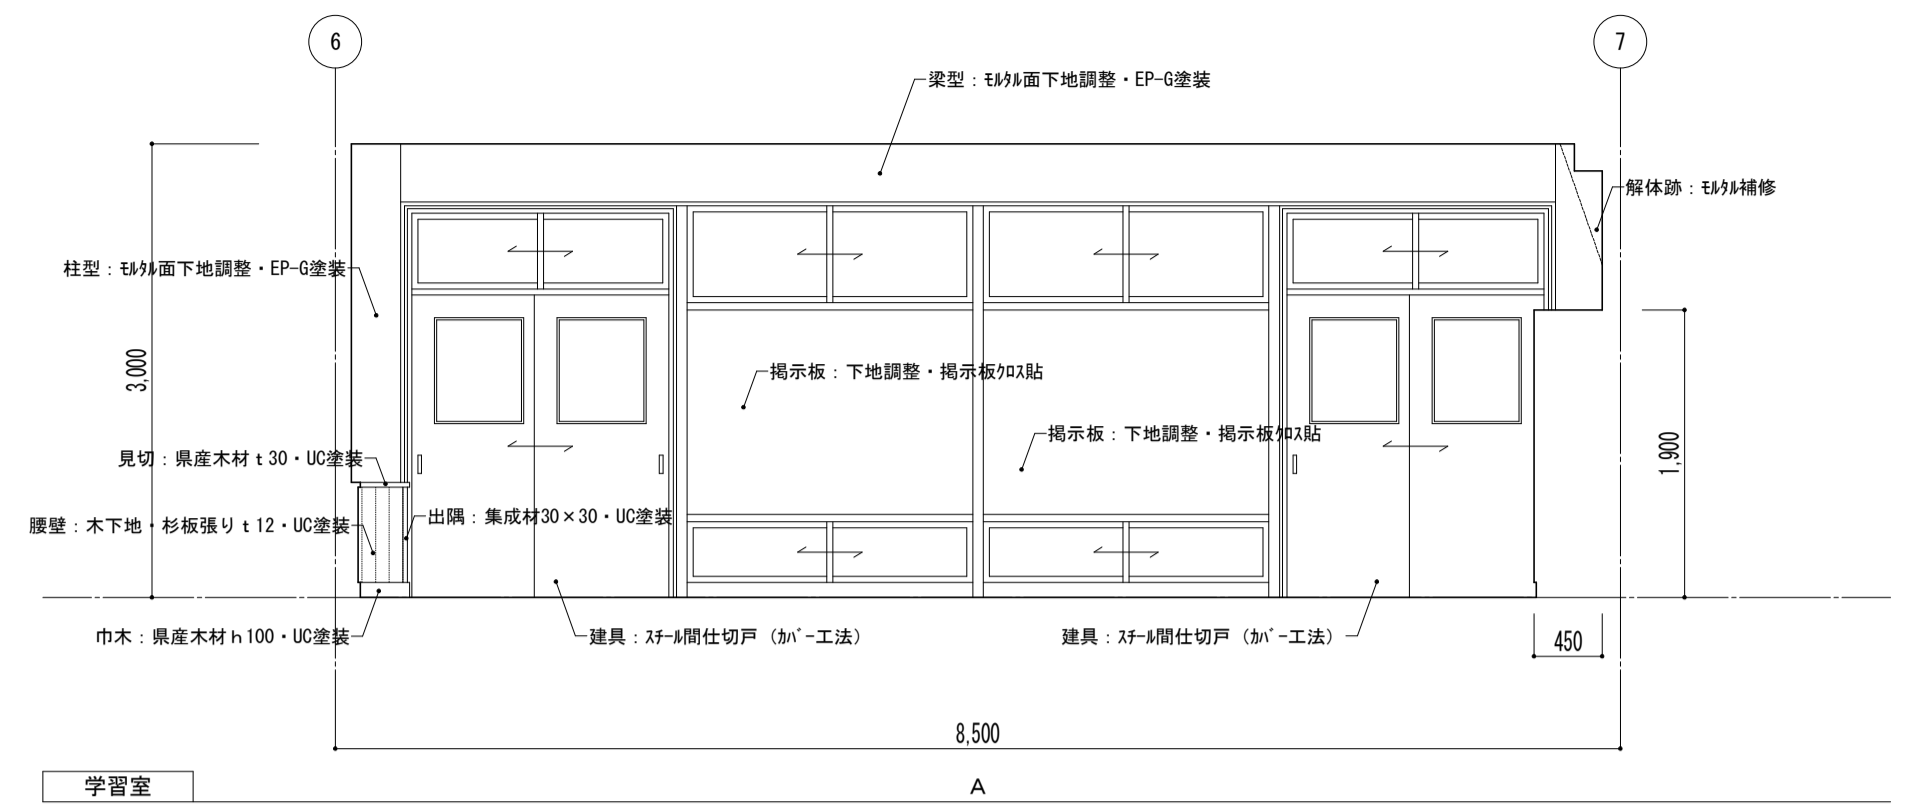 6
7
梁型：ﾓﾙﾀﾙ面下地調整・EP-G塗装
解体跡：ﾓﾙﾀﾙ補修
柱型：ﾓﾙﾀﾙ面下地調整・EP-G塗装
3,000
掲示板：下地調整・掲示板ｸﾛｽ貼
掲示板：下地調整・掲示板ｸﾛｽ貼
1,900
見切：県産木材ｔ30・UC塗装
出隅：集成材30×30・UC塗装
腰壁：木下地・杉板張りｔ12・UC塗装
巾木：県産木材ｈ100・UC塗装
建具：ｽﾁｰﾙ間仕切戸（ｶﾊﾞｰ工法）
建具：ｽﾁｰﾙ間仕切戸（ｶﾊﾞｰ工法）
450
8,500
学習室
A